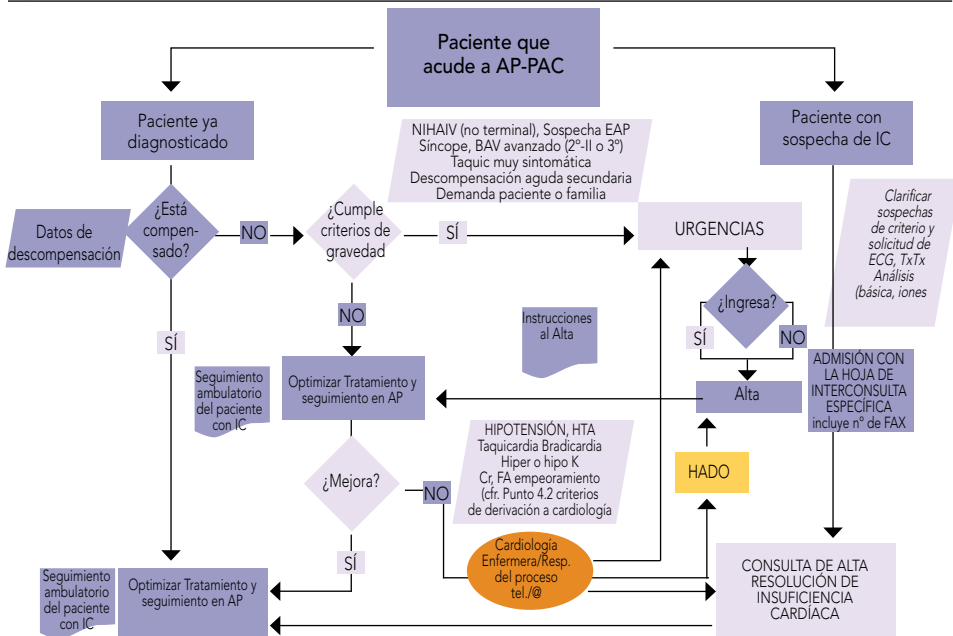 Paciente que
acude a AP-PAC
Paciente ya
diagnosticado
NIHAIV (no terminal), Sospecha EAP
Síncope, BAV avanzado (2º-II o 3º)
Taquic muy sintomática
Descompensación aguda secundaria
Demanda paciente o familia
Paciente con
sospecha de IC
Datos de
descompensación
¿Está
compen-
sado?
NO
¿Cumple
criterios de
gravedad
SÍ
URGENCIAS
Clarificar
sospechas
de criterio y
solicitud de
ECG, TxTx
Análisis
(básica, iones
¿Ingresa?
SÍ
NO
NO
SÍ
Instrucciones
al Alta
Seguimiento
ambulatorio
del paciente
con IC
Optimizar Tratamiento y
seguimiento en AP
Alta
ADMISIÓN CON
LA HOJA DE
INTERCONSULTA
ESPECÍFICA
incluye nº de FAX
¿Mejora?
NO
HIPOTENSIÓN, HTA
Taquicardia Bradicardia
Hiper o hipo K
Cr, FA empeoramiento
(cfr. Punto 4.2 criterios
de derivación a cardiología
HADO
SÍ
Cardiología
Enfermera/Resp.
del proceso
tel./@
Seguimiento
ambulatorio
del paciente
con IC
Optimizar Tratamiento y
seguimiento en AP
CONSULTA DE ALTA
RESOLUCIÓN DE
INSUFICIENCIA
CARDÍACA